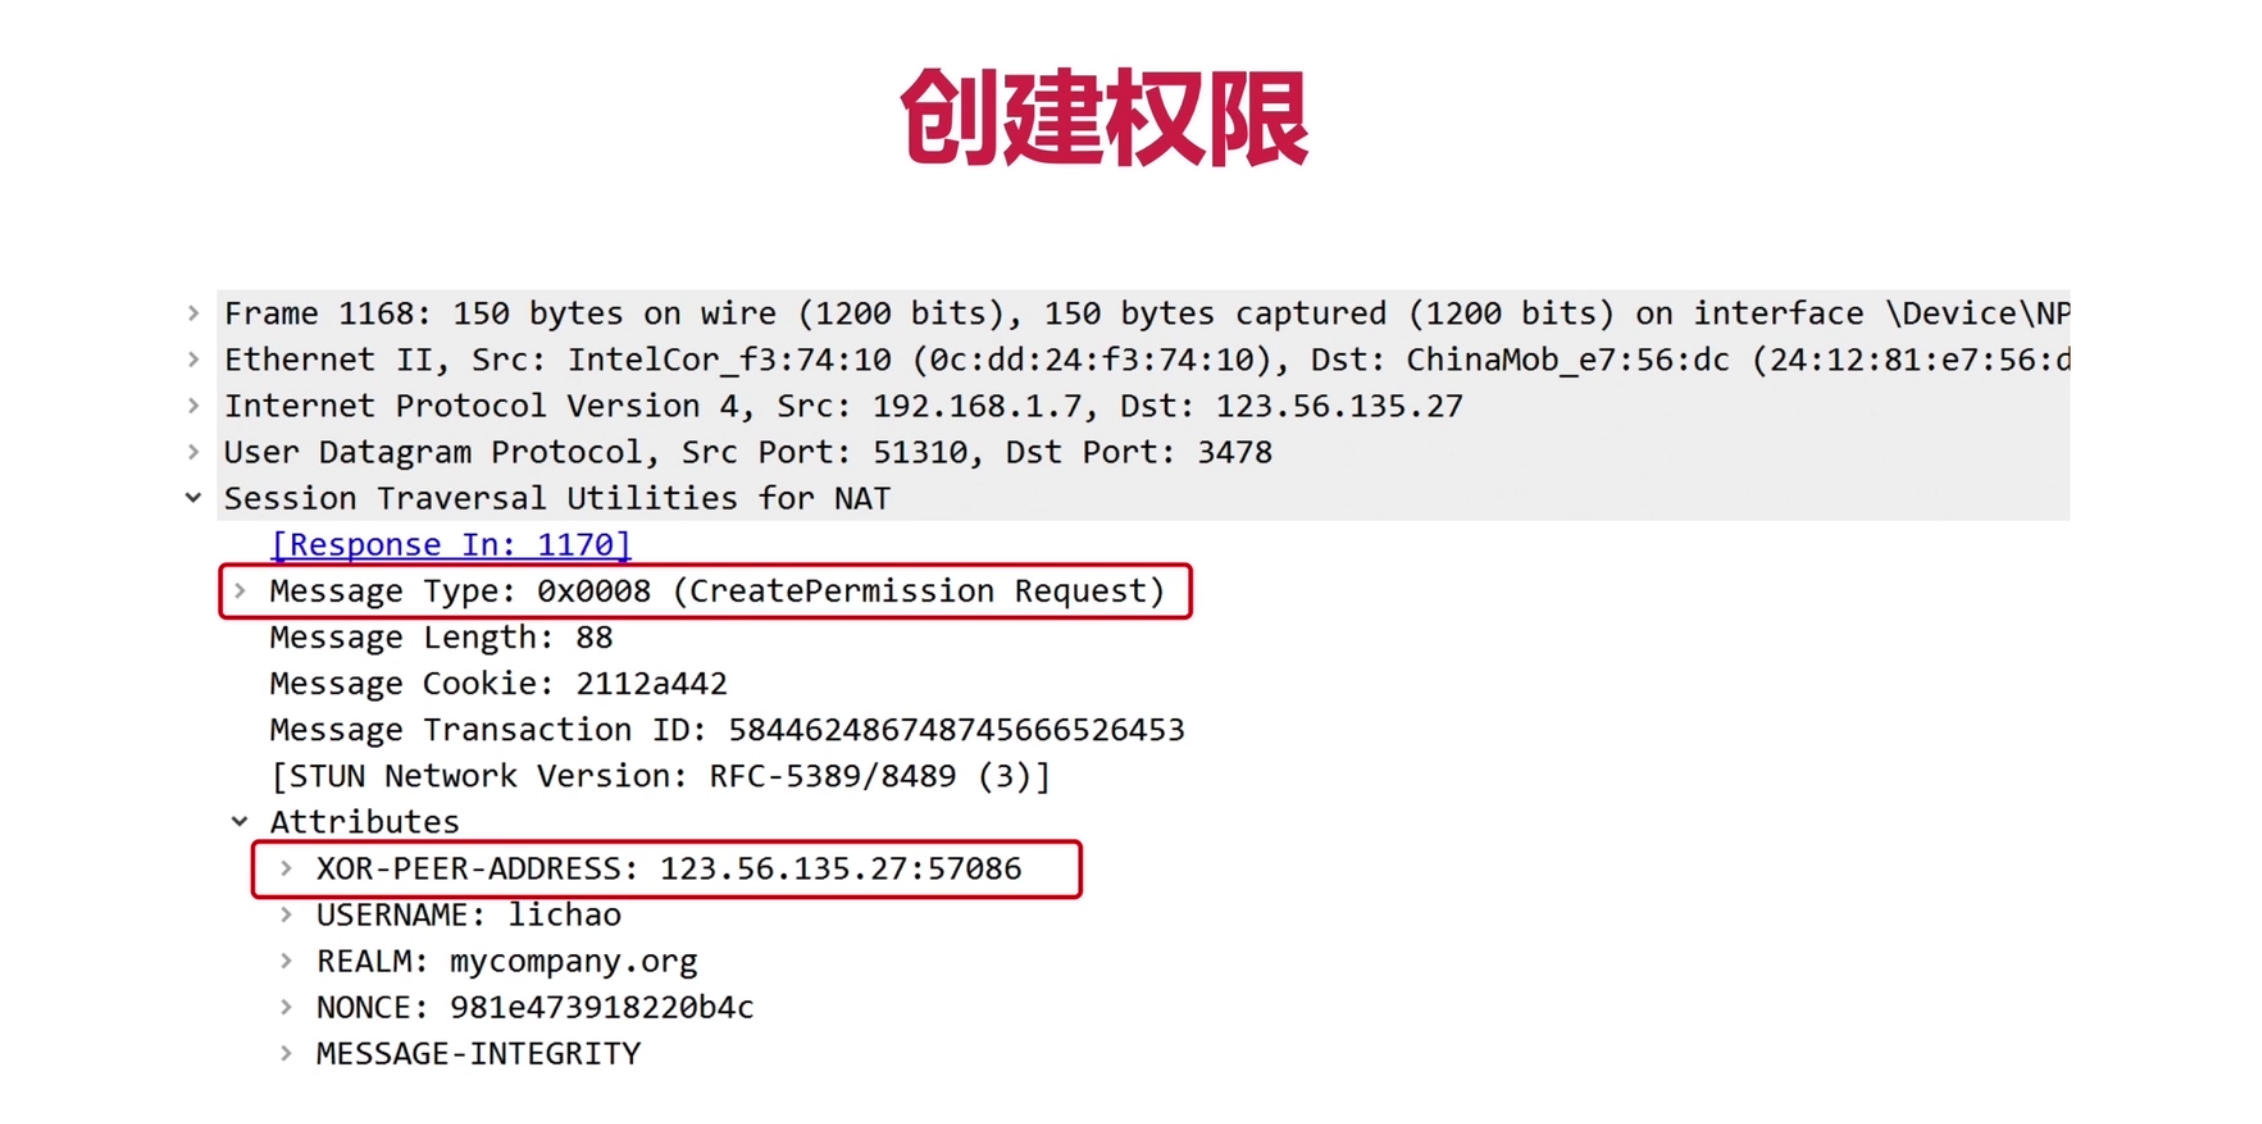 创建权限
Frame 1168: 150 bytes on wire (1200 bits), 150 bytes captured (1200 bits) on interface \Device\NP
Ethernet II, Src: IntelCor_f3:74:10 (0c:dd:24:f3:74:10), Dst: ChinaMob_e7:56:dc (24:12:81:e7:56:d
Internet Protocol Version 4, Src: 192.168.1.7, Dst: 123.56.135.27
User Datagram Protocol, Src Port: 51310, Dst Port: 3478
Session Traversal Utilities for NAT
[Response In: 1170]
Message Type: 0x0008 (CreatePermission Request)
Message Length: 88
Message Cookie: 2112a442
Message Transaction ID: 584462486748745666526453
[STUN Network Version: RFC-5389/8489 (3)]
Attributes
XOR-PEER-ADDRESS: 123.56.135.27:57086
USERNAME: lichao
REALM: mycompany.org
NONCE: 981e473918220b4c
MESSAGE-INTEGRITY